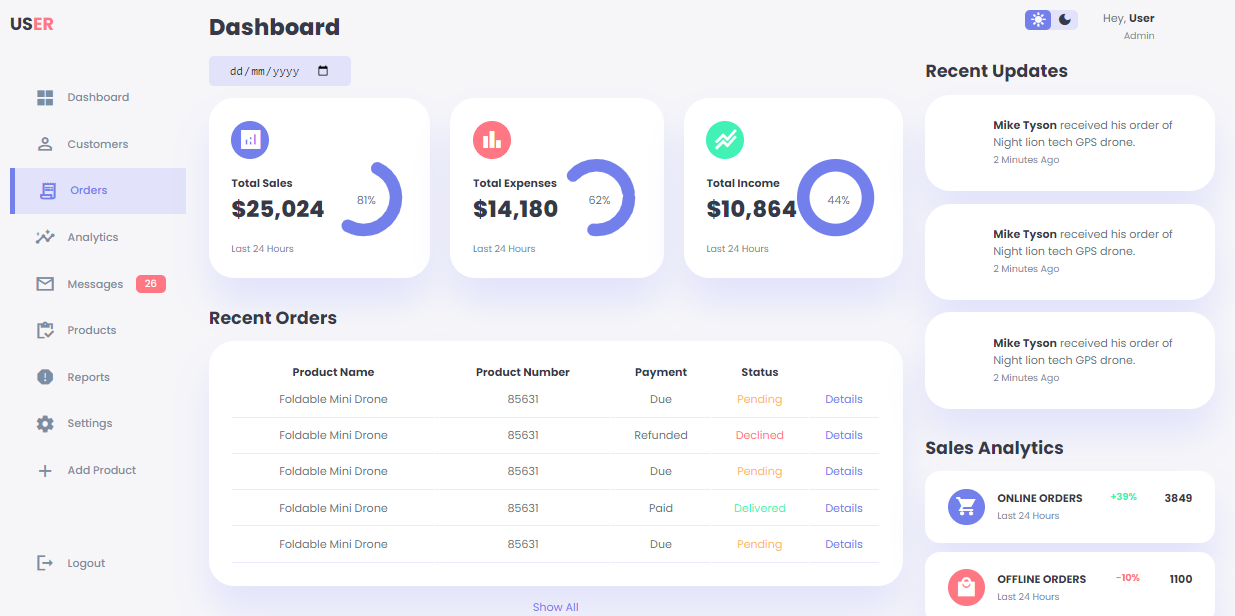 USER
Dashboard
Customers
Orders
Analytics
Messages 26
Products
Reports
Settings
Add Product
Logout
Dashboard
dd/mm/yyyy
Total Sales
$25,024
81%
Last 24 Hours
Total Expenses
$14,180
62%
Last 24 Hours
Total Income
$10,864
44%
Last 24 Hours
Recent Orders
Product Name Product Number Payment Status
Foldable Mini Drone 85631 Due Pending Details
Foldable Mini Drone 85631 Refunded Declined Details
Foldable Mini Drone 85631 Due Pending Details
Foldable Mini Drone 85631 Paid Delivered Details
Foldable Mini Drone 85631 Due Pending Details
Show All
Hey, User
Admin
Recent Updates
Mike Tyson received his order of
Night lion tech GPS drone.
2 Minutes Ago
Mike Tyson received his order of
Night lion tech GPS drone.
2 Minutes Ago
Mike Tyson received his order of
Night lion tech GPS drone.
2 Minutes Ago
Sales Analytics
ONLINE ORDERS +39% 3849
Last 24 Hours
OFFLINE ORDERS -10% 1100
Last 24 Hours